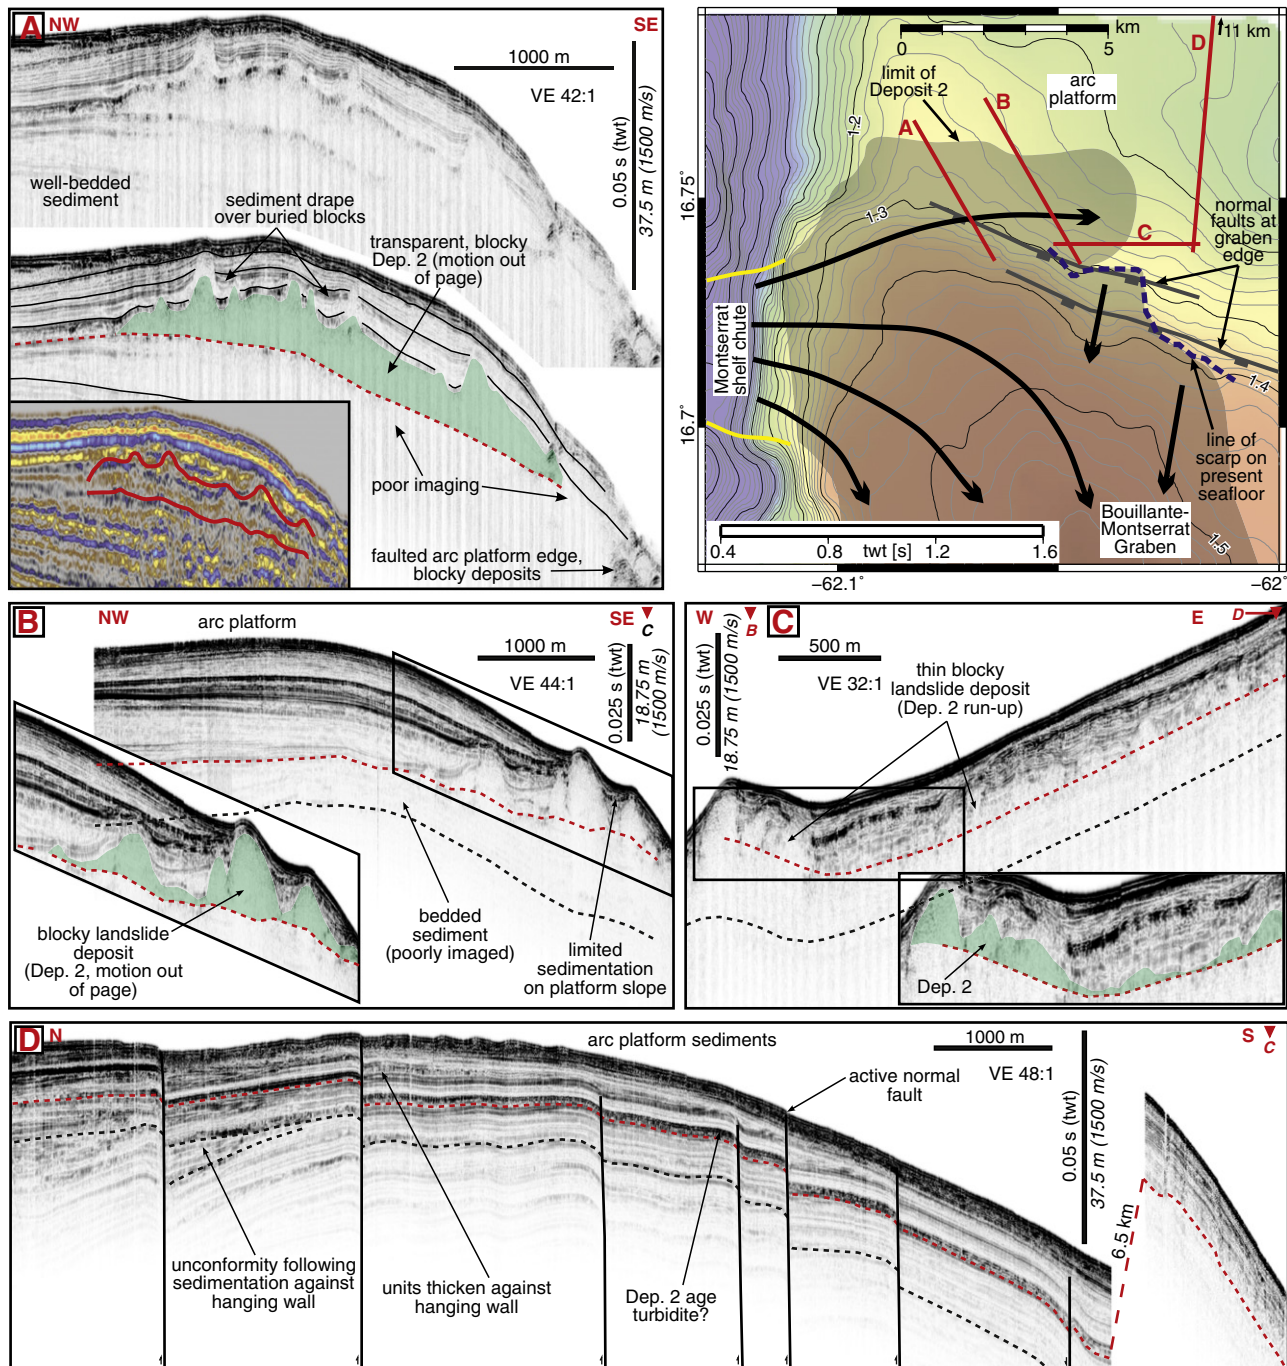 A NW
SE
1000 m
VE 42:1
0.05 s (twt)
37.5 m (1500 m/s)
well-bedded
sediment
sediment drape
over buried blocks
transparent, blocky
Dep. 2 (motion out
of page)
poor imaging
faulted arc platform edge,
blocky deposits
km
0
5
limit of
Deposit 2
arc
platform
11 km
D
B
A
C
1.2
1.3
1.4
1.5
16.75°
16.7°
normal
faults at
graben
edge
Montserrat
shelf chute
line of
scarp on
present
seafloor
Bouillante-
Montserrat
Graben
0.4
0.8
twt [s]
1.2
1.6
−62.1°
−62°
B NW
arc platform
SE
C
1000 m
VE 44:1
0.025 s (twt)
18.75 m
(1500 m/s)
blocky landslide
deposit
(Dep. 2, motion out
of page)
bedded
sediment
(poorly imaged)
limited
sedimentation
on platform slope
W
B
C
E
D
500 m
VE 32:1
0.025 s (twt)
18.75 m (1500 m/s)
thin blocky
landslide deposit
(Dep. 2 run-up)
Dep. 2
D N
arc platform sediments
1000 m
VE 48:1
S
C
active normal
fault
0.05 s (twt)
37.5 m (1500 m/s)
6.5 km
unconformity following
sedimentation against
hanging wall
units thicken against
hanging wall
Dep. 2 age
turbidite?